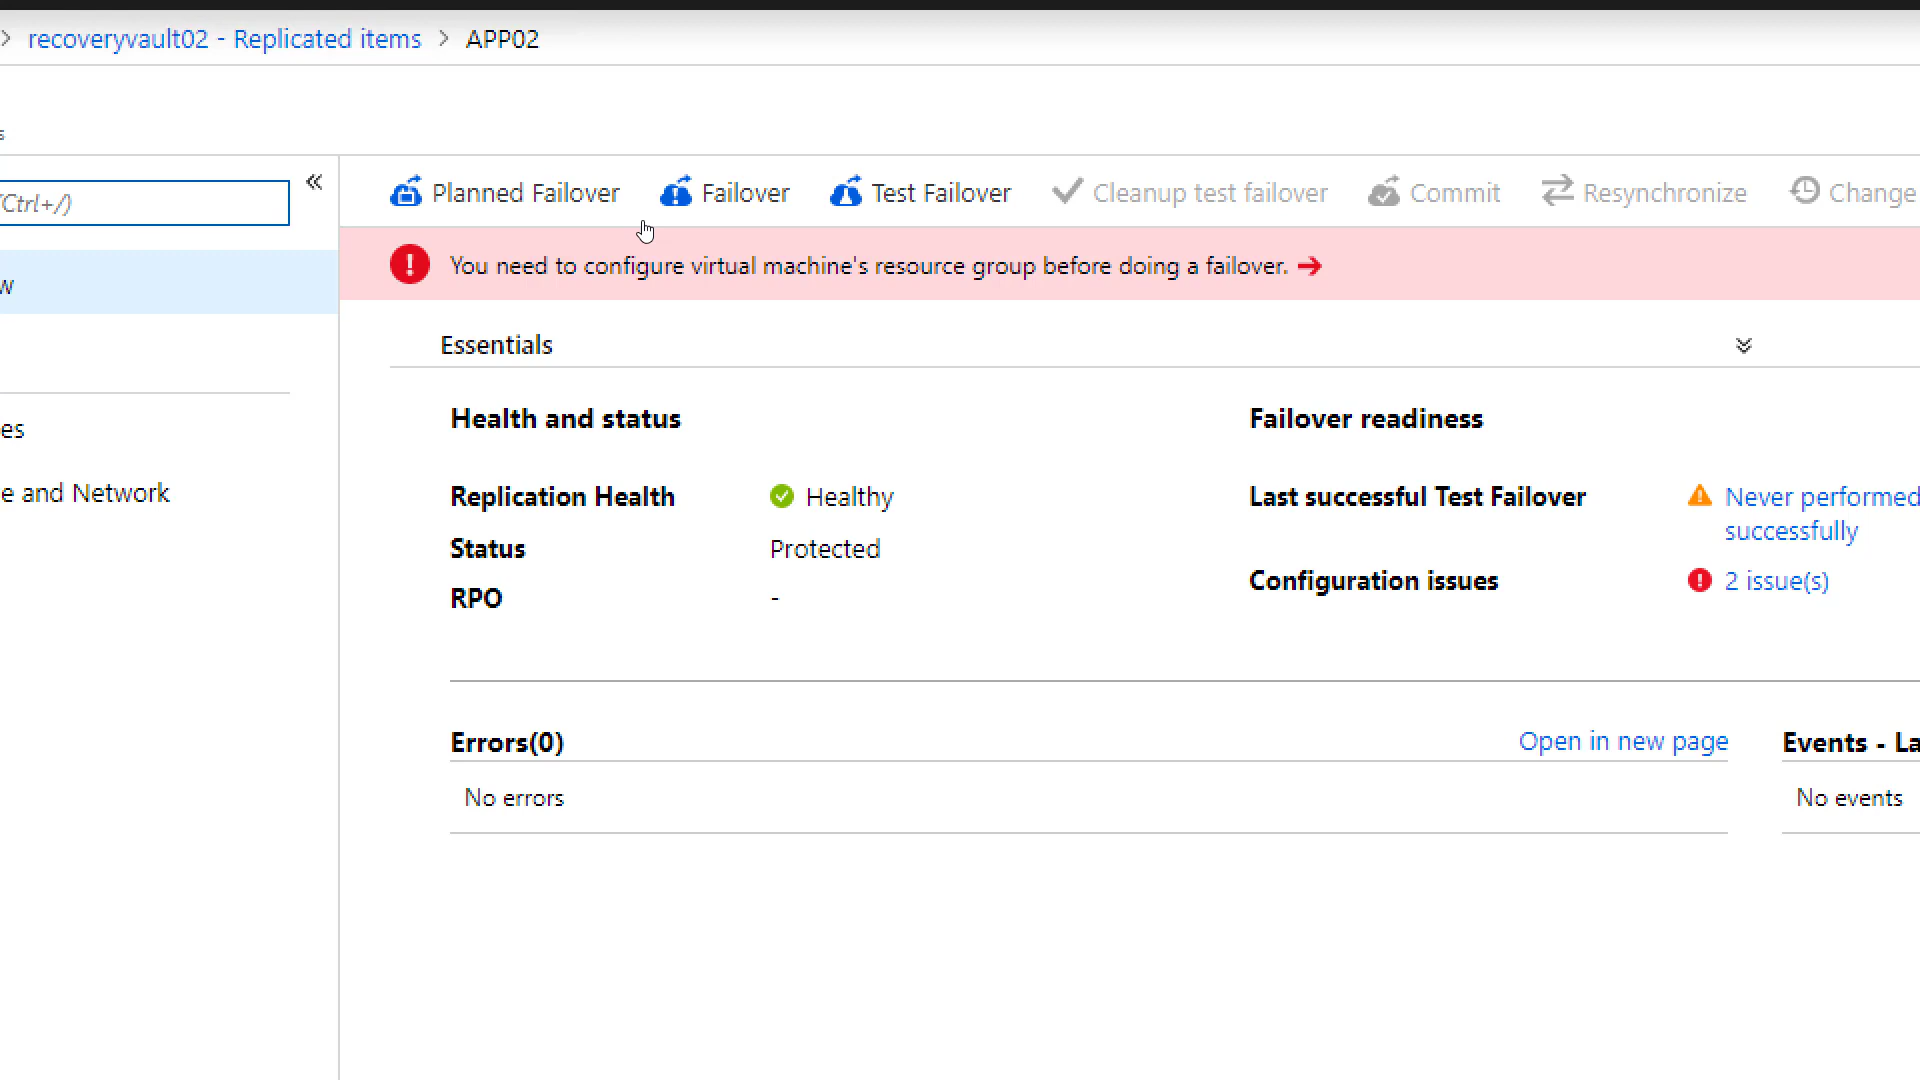 recoveryvault02 - Replicated items > APP02
s
Ctrl+/)
«
Planned Failover Failover Test Failover Cleanup test failover Commit Resynchronize Change
You need to configure virtual machine's resource group before doing a failover. →
w
Essentials
es
e and Network
Health and status
Replication Health Healthy
Status Protected
RPO -
Failover readiness
Last successful Test Failover Never performed
successfully
Configuration issues 2 issue(s)
Errors(0) Open in new page
No errors
Events - La
No events